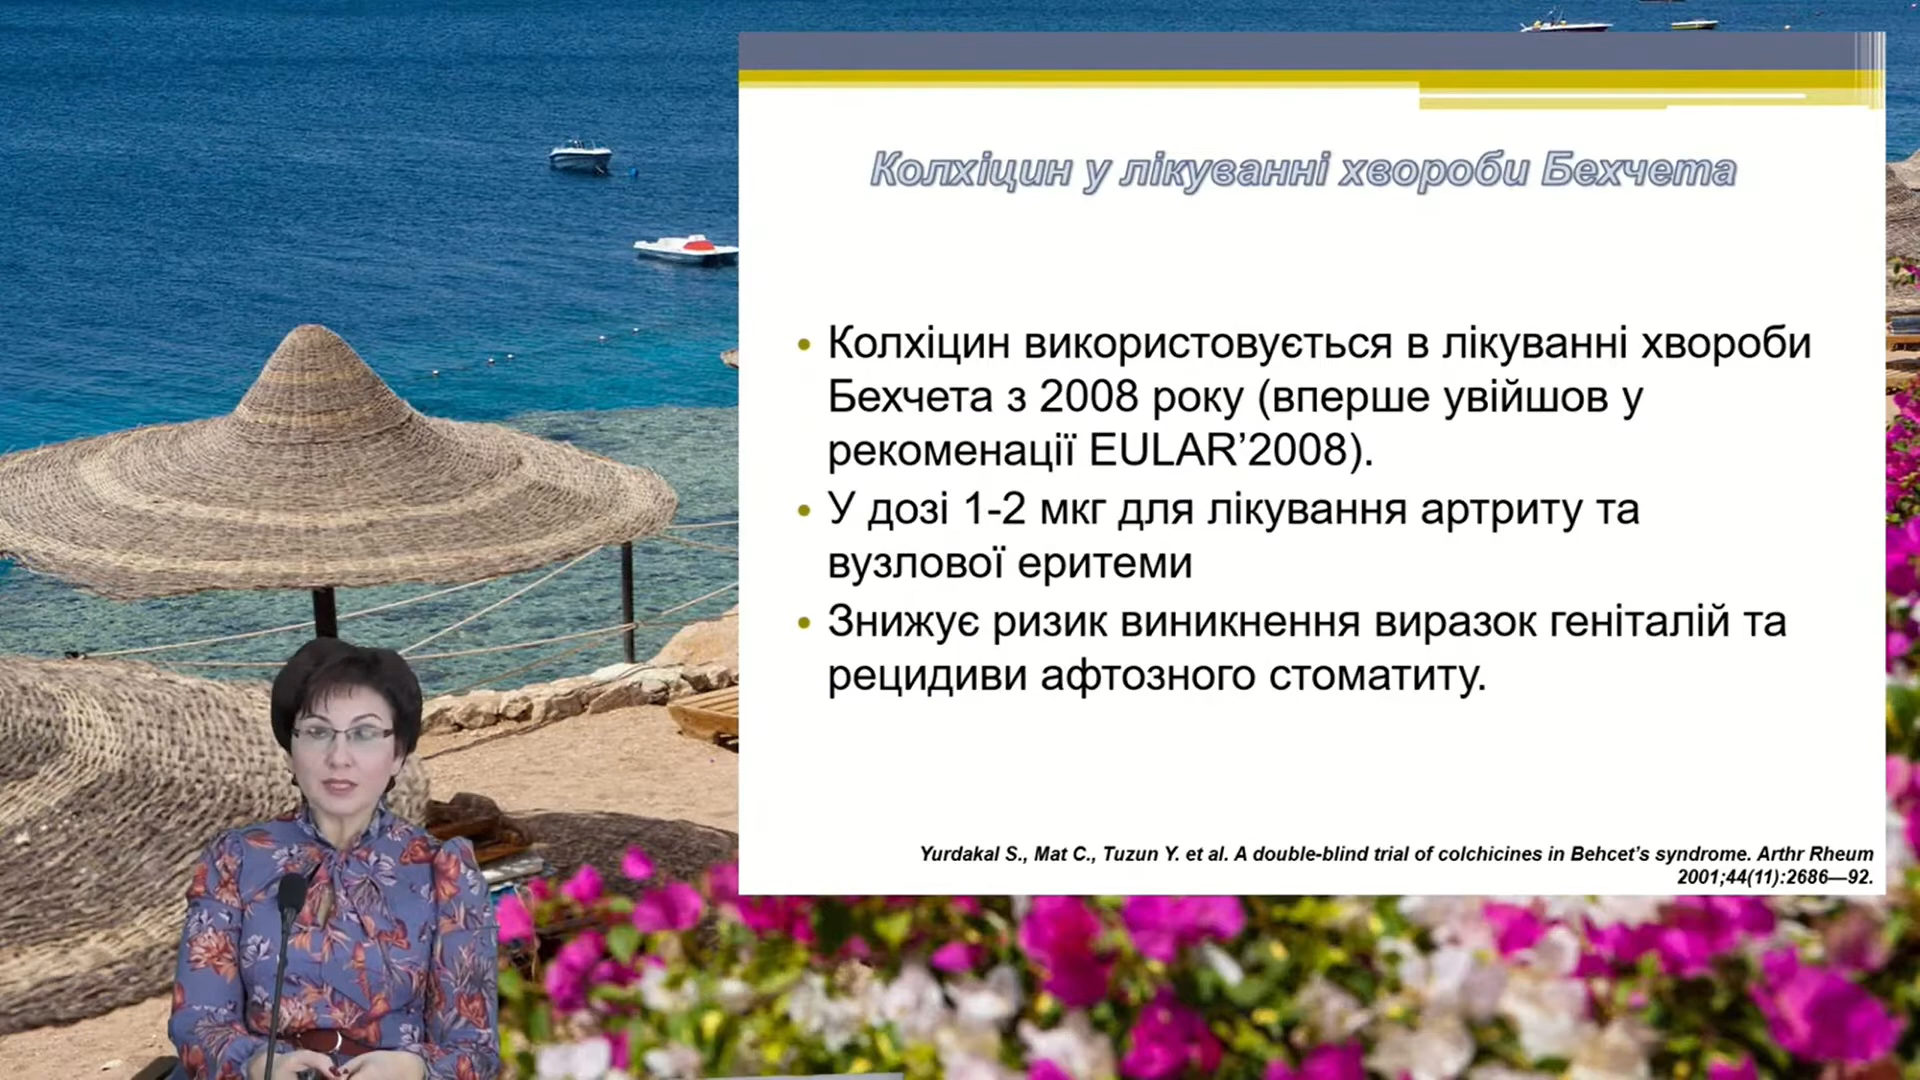 Колхіцин у лікуванні хвороби Бехчета
• Колхіцин використовується в лікуванні хвороби
Бехчета з 2008 року (вперше увійшов у
рекоменації EULAR’2008).
• У дозі 1-2 мкг для лікування артриту та
вузлової еритеми
• Знижує ризик виникнення виразок геніталій та
рецидиви афтозного стоматиту.
Yurdakal S., Mat C., Tuzun Y. et al. A double-blind trial of colchicines in Behcet’s syndrome. Arthr Rheum
2001;44(11):2686—92.